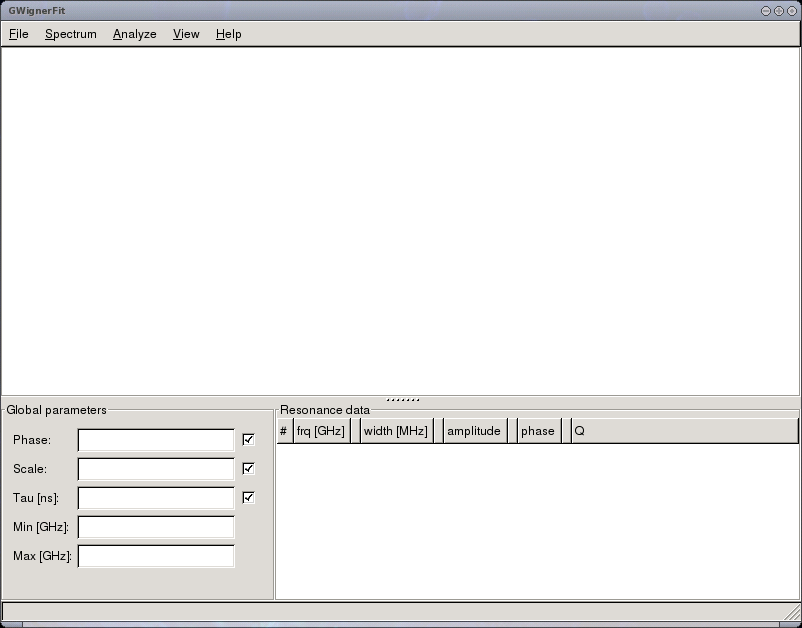 GWignerFit
File Spectrum Analyze View Help
Global parameters
Resonance data
# frq [GHz] width [MHz] amplitude phase Q
Phase:
Scale:
Tau [ns]:
Min [GHz]:
Max [GHz]: